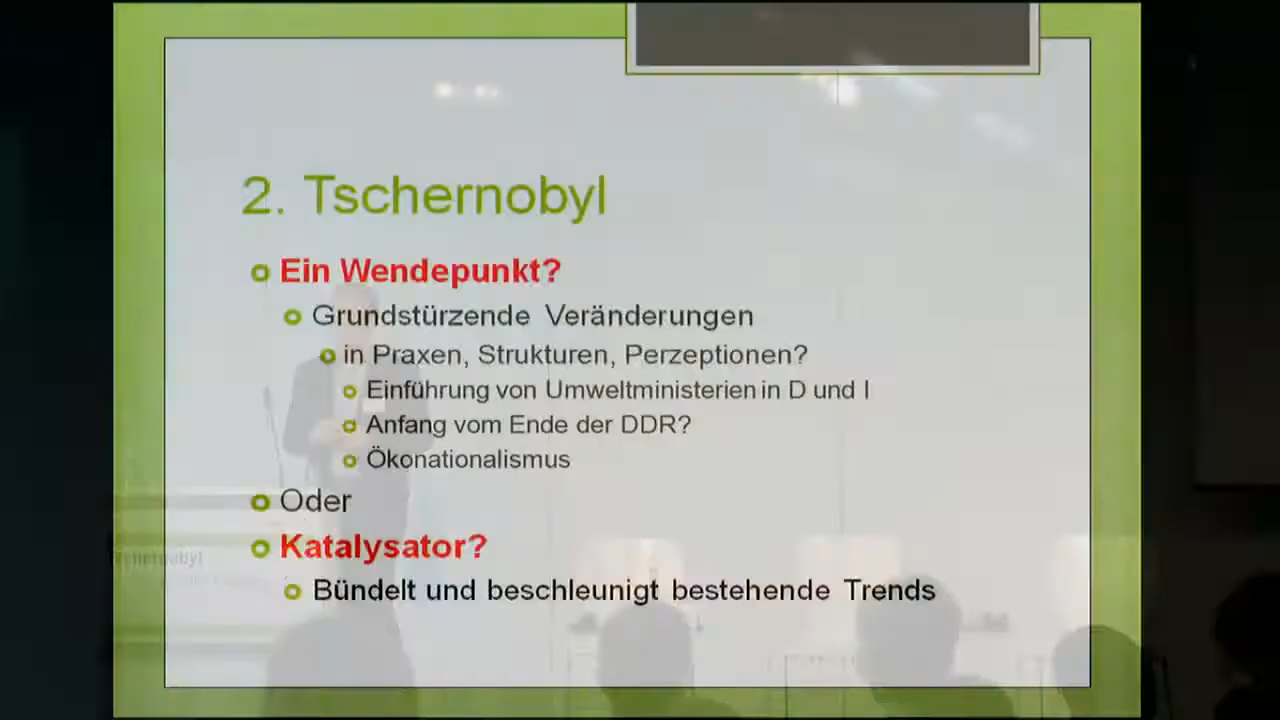 2. Tschernobyl
Ein Wendepunkt?
Grundstürzende Veränderungen
in Praxen, Strukturen, Perzeptionen?
Einführung von Umweltministerien in D und I
Anfang vom Ende der DDR?
Ökonationalismus
Oder
Katalysator?
Tschernobyl
Bündelt und beschleunigt bestehende Trends